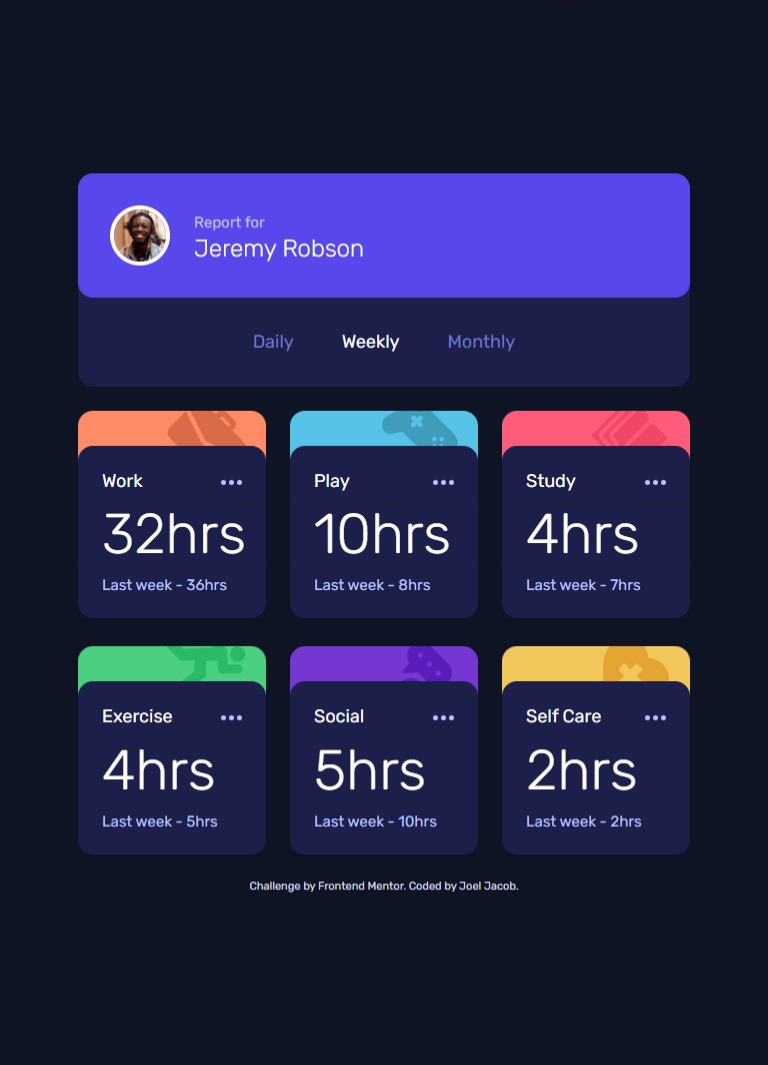 Report for
Jeremy Robson
Daily Weekly Monthly
Work
32hrs
Last week - 36hrs
Play
10hrs
Last week - 8hrs
Study
4hrs
Last week - 7hrs
Exercise
4hrs
Last week - 5hrs
Social
5hrs
Last week - 10hrs
Self Care
2hrs
Last week - 2hrs
Challenge by Frontend Mentor. Coded by Joel Jacob.